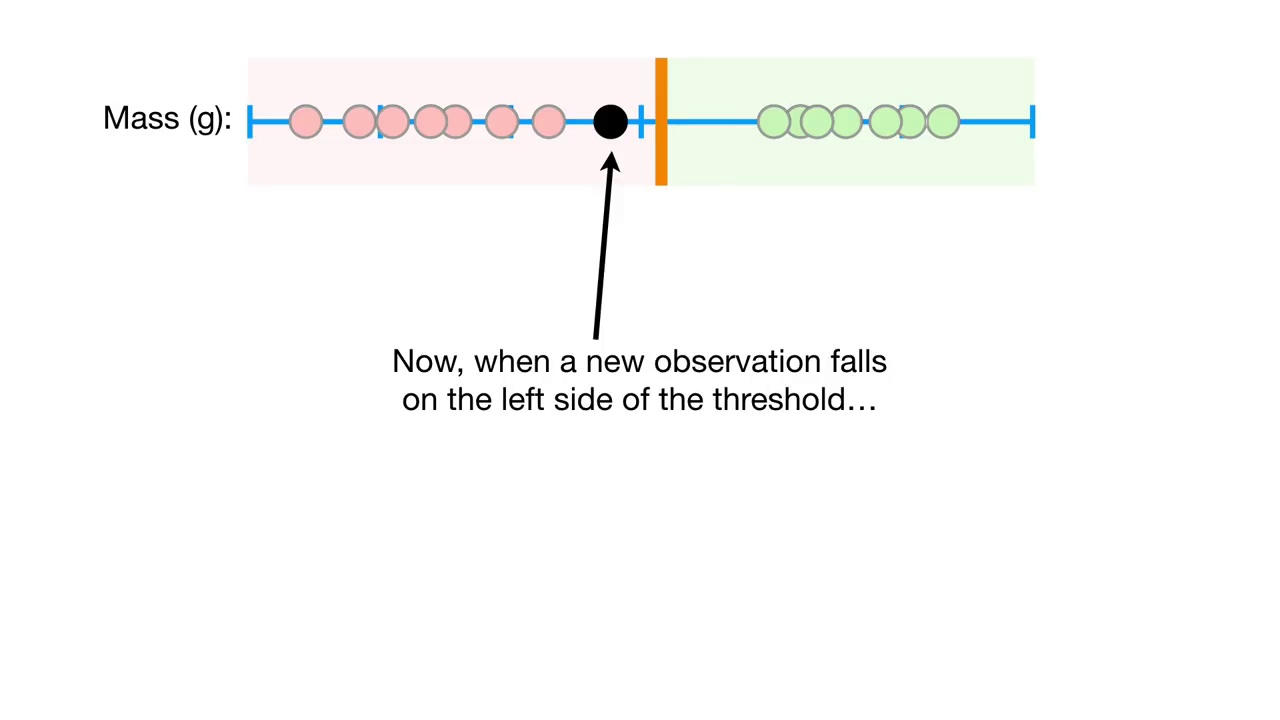 Mass (g):
Now, when a new observation falls
on the left side of the threshold…